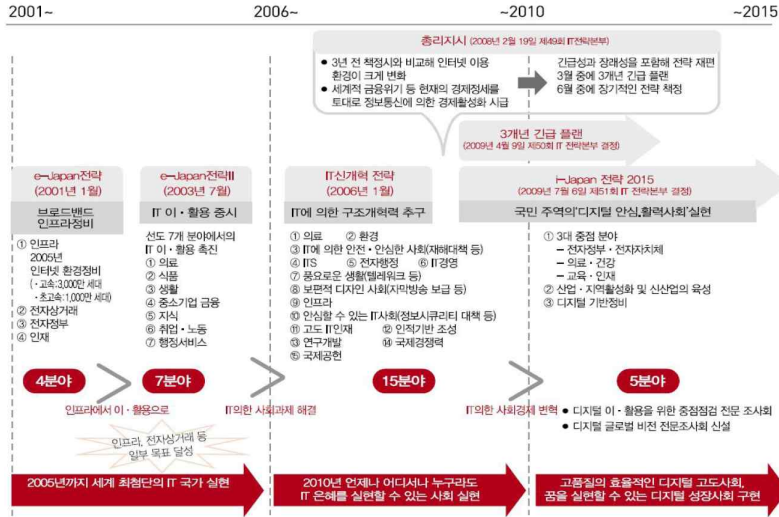 2001~
2006~
~2010
~2015
총리지시 (2008년 2월 19일 제49회 IT전략본부)
● 3년 전 책정시와 비교해 인터넷 이용
환경이 크게 변화
● 세계적 금융위기 등 현재의 경제정세를
토대로 정보통신에 의한 경제활성화 시급
긴급성과 장래성을 포함해 전략 재편
3월 중에 3개년 긴급 플랜
6월 중에 장기적인 전략 책정
3개년 긴급 플랜
(2009년 4월 9일 제50회 IT 전략본부 결정)
e-Japan전략
(2001년 1월)
브로드밴드
인프라정비
① 인프라
2005년
인터넷 환경정비
(·고속:3,000만 세대
·초고속:1,000만 세대)
② 전자상거래
③ 전자정부
④ 인재
4분야
e-Japan전략II
(2003년 7월)
IT 이·활용 중시
선도 7개 분야에서의
IT 이·활용 촉진
① 의료
② 식품
③ 생활
④ 중소기업 금융
⑤ 지식
⑥ 취업·노동
⑦ 행정서비스
7분야
IT신개혁 전략
(2006년 1월)
IT에 의한 구조개혁력 추구
① 의료 ② 환경
③ IT에 의한 안전·안심한 사회(재해대책 등)
④ ITS ⑤ 전자행정 ⑥ IT경영
⑦ 풍요로운 생활(텔레워크 등)
⑧ 보편적 디자인 사회(자막방송 보급 등)
⑨ 인프라
⑩ 안심할 수 있는 IT사회(정보시큐리티 대책 등)
⑪ 고도 IT인재 ⑫ 인적기반 조성
⑬ 연구개발 ⑭ 국제경쟁력
⑮ 국제공헌
15분야
i-Japan 전략 2015
(2009년 7월 6일 제51회 IT전략본부 결정)
국민 주역의'디지털 안심.활력사회'실현
① 3대 중점 분야
- 전자정부·전자자치체
- 의료·건강
- 교육·인재
② 산업·지역활성화 및 신산업의 육성
③ 디지털 기반정비
5분야
인프라에서 이·활용으로
IT의한 사회과제 해결
IT의한 사회경제 변혁
● 디지털 이·활용을 위한 중점점검 전문 조사회
● 디지털 글로벌 비전 전문조사회 신설
인프라, 전자상거래 등
일부 목표 달성
2005년까지 세계 최첨단의 IT 국가 실현
2010년 언제나 어디서나 누구라도
IT 은혜를 실현할 수 있는 사회 실현
고품질의 효율적인 디지털 고도사회,
꿈을 실현할 수 있는 디지털 성장사회 구현